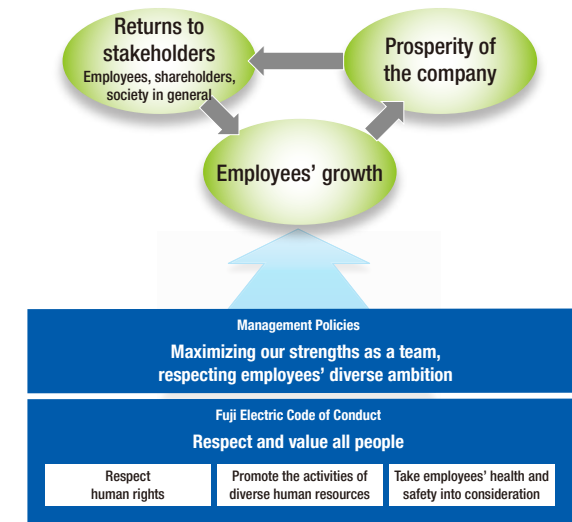 Returns to
stakeholders
Employees, shareholders,
society in general
Prosperity of
the company
Employees’ growth
Management Policies
Maximizing our strengths as a team,
respecting employees’ diverse ambition
Fuji Electric Code of Conduct
Respect and value all people
Respect
human rights
Promote the activities of
diverse human resources
Take employees’ health and
safety into consideration